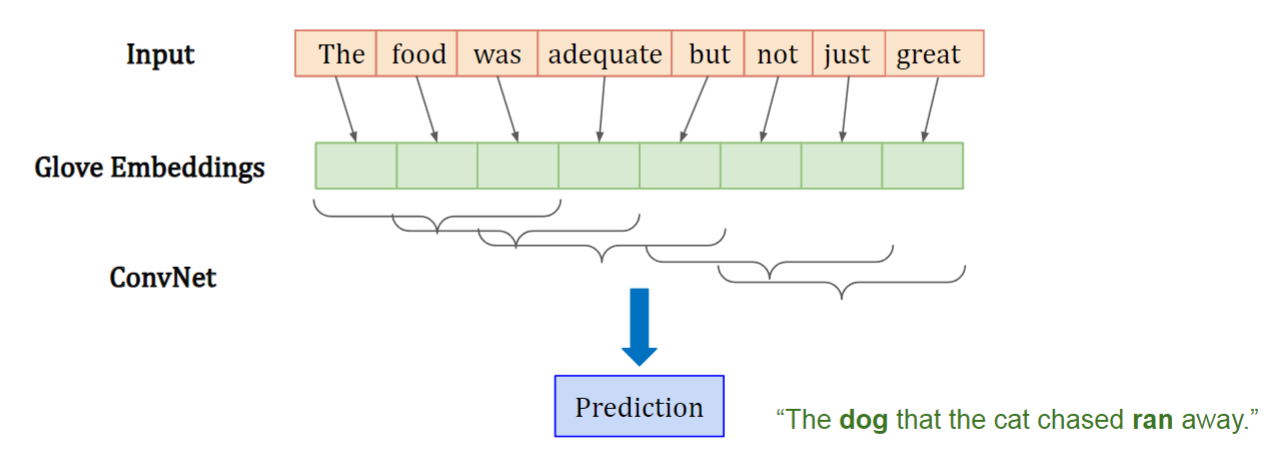 Input The food was adequate but not just great
Glove Embeddings
ConvNet
Prediction
“The dog that the cat chased ran away.”